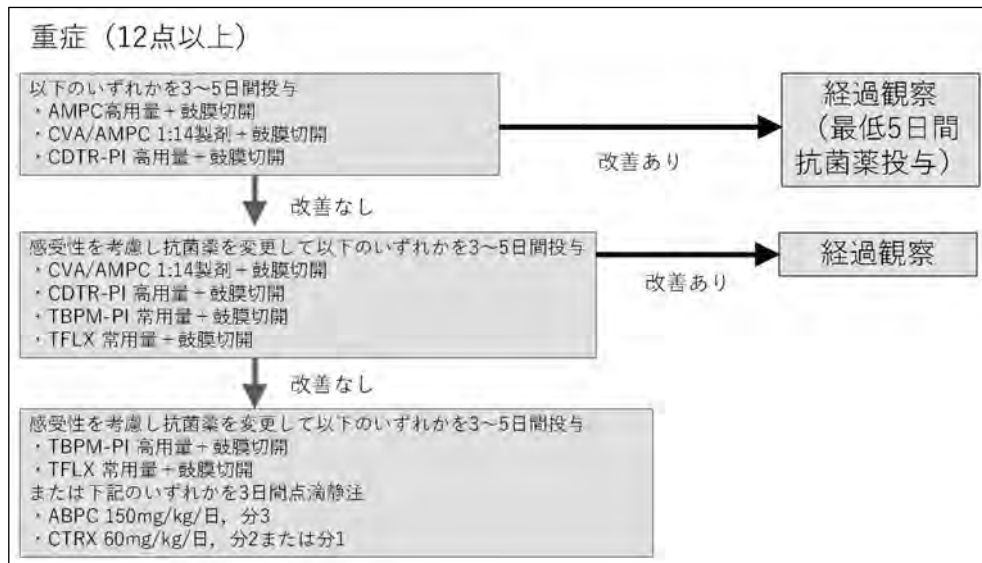 重症（12点以上）
以下のいずれかを3～5日間投与
・AMPC高用量＋鼓膜切開
・CVA/AMPC 1:14製剤＋鼓膜切開
・CDTR-PI 高用量＋鼓膜切開
改善あり
経過観察
（最低5日間
抗菌薬投与）
改善なし
感受性を考慮し抗菌薬を変更して以下のいずれかを3～5日間投与
・CVA/AMPC 1:14製剤＋鼓膜切開
・CDTR-PI 高用量＋鼓膜切開
・TBPM-PI 常用量＋鼓膜切開
・TFLX 常用量＋鼓膜切開
改善あり
経過観察
改善なし
感受性を考慮し抗菌薬を変更して以下のいずれかを3～5日間投与
・TBPM-PI 高用量＋鼓膜切開
・TFLX 常用量＋鼓膜切開
または下記のいずれかを3日間点滴静注
・ABPC 150mg/kg/日，分3
・CTRX 60mg/kg/日，分2または分1